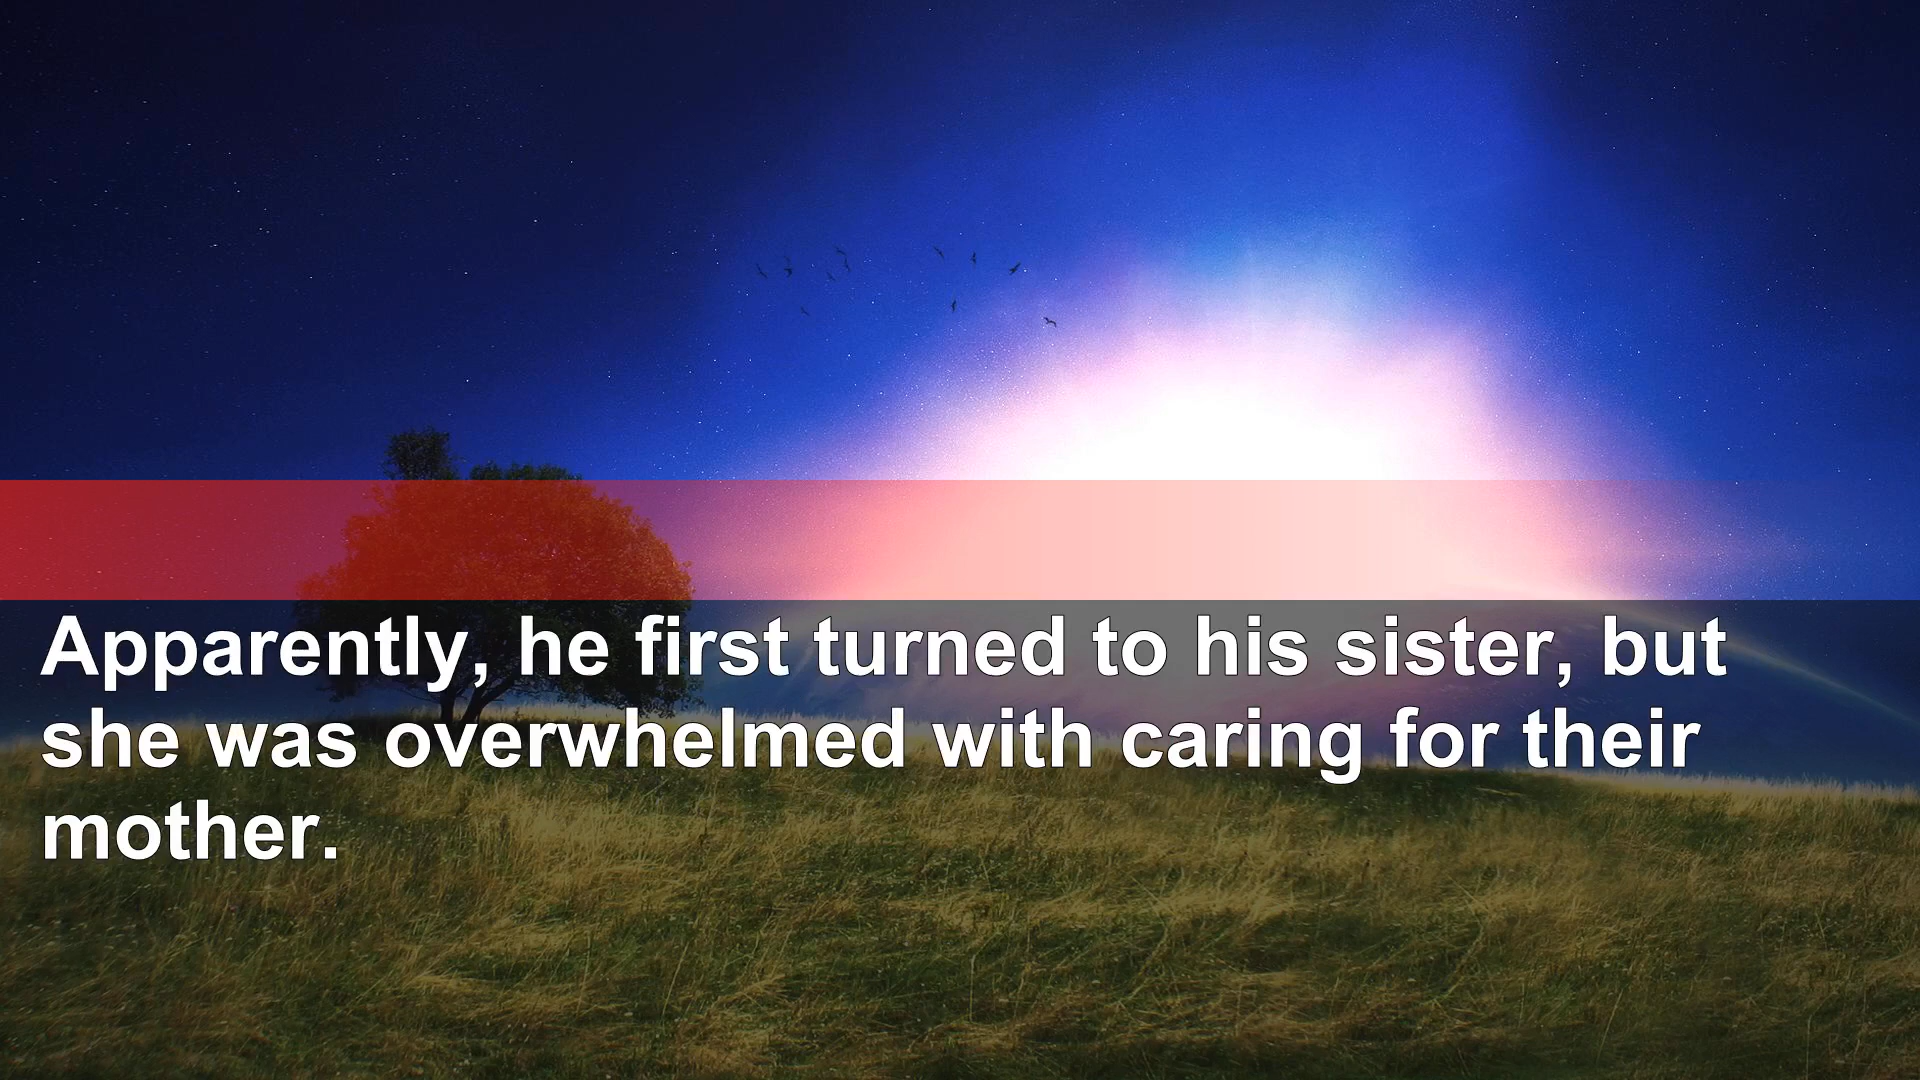 Apparently, he first turned to his sister, but
she was overwhelmed with caring for their
mother.